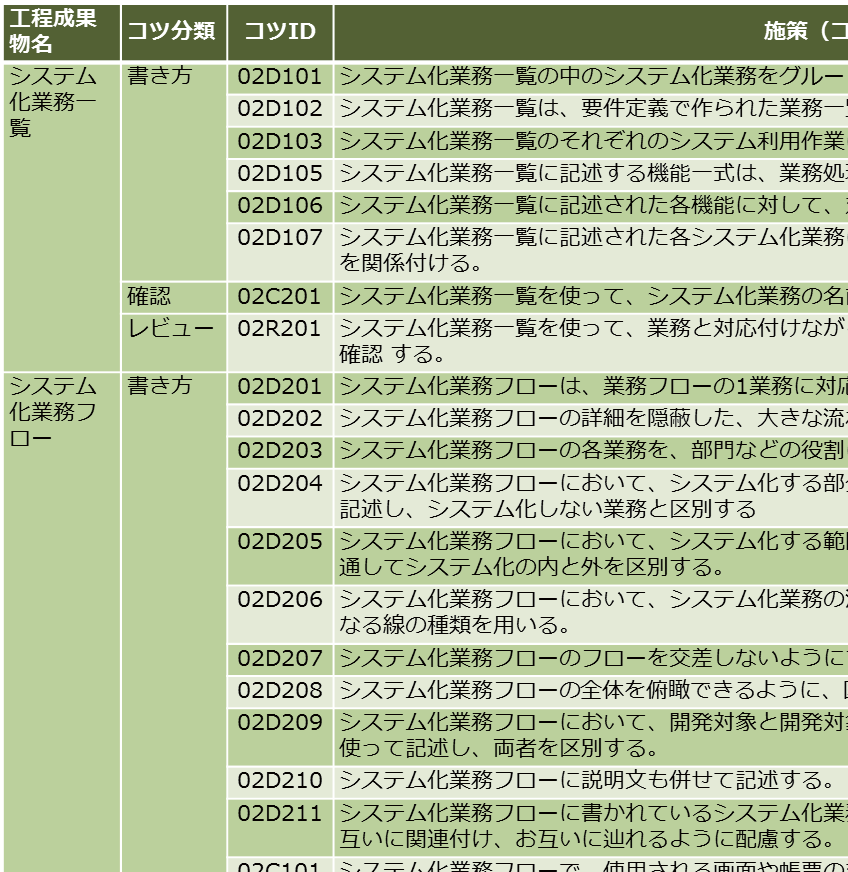 工程成果
物名
コツ分類
コツID
施策（コ
システム
化業務一
覧
書き方
02D101 システム化業務一覧の中のシステム化業務をグルー
02D102 システム化業務一覧は、要件定義で作られた業務一
02D103 システム化業務一覧のそれぞれのシステム利用作業
02D105 システム化業務一覧に記述する機能一式は、業務処
02D106 システム化業務一覧に記述された各機能に対して、
02D107 システム化業務一覧に記述された各システム化業務
を関係付ける。
確認
02C201 システム化業務一覧を使って、システム化業務の名
レビュー
02R201 システム化業務一覧を使って、業務と対応付けなが
確認 する。
システム
化業務フ
ロー
書き方
02D201 システム化業務フローは、業務フローの1業務に対応
02D202 システム化業務フローの詳細を隠蔽した、大きな流
02D203 システム化業務フローの各業務を、部門などの役割
02D204 システム化業務フローにおいて、システム化する部
記述し、システム化しない業務と区別する
02D205 システム化業務フローにおいて、システム化する範
通してシステム化の内と外を区別する。
02D206 システム化業務フローにおいて、システム化業務の
なる線の種類を用いる。
02D207 システム化業務フローのフローを交差しないように
02D208 システム化業務フローの全体を俯瞰できるように、
02D209 システム化業務フローにおいて、開発対象と開発対
使って記述し、両者を区別する。
02D210 システム化業務フローに説明文も併せて記述する。
02D211 システム化業務フローに書かれているシステム化業
互いに関連付け、お互いに辿れるように配慮する。
02C101 システム化業務フローで、使用される画面や帳票の